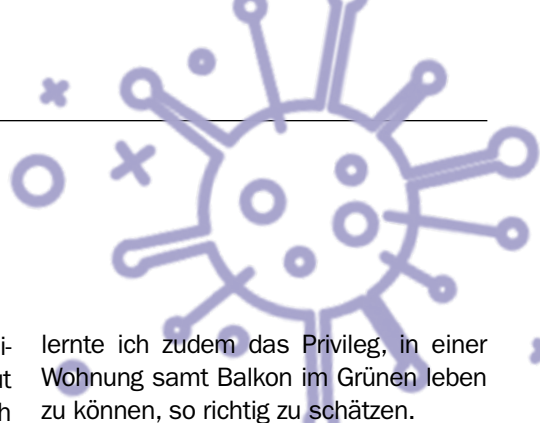 i-
ut
h
lernte ich zudem das Privileg, in einer
Wohnung samt Balkon im Grünen leben
zu können, so richtig zu schätzen.